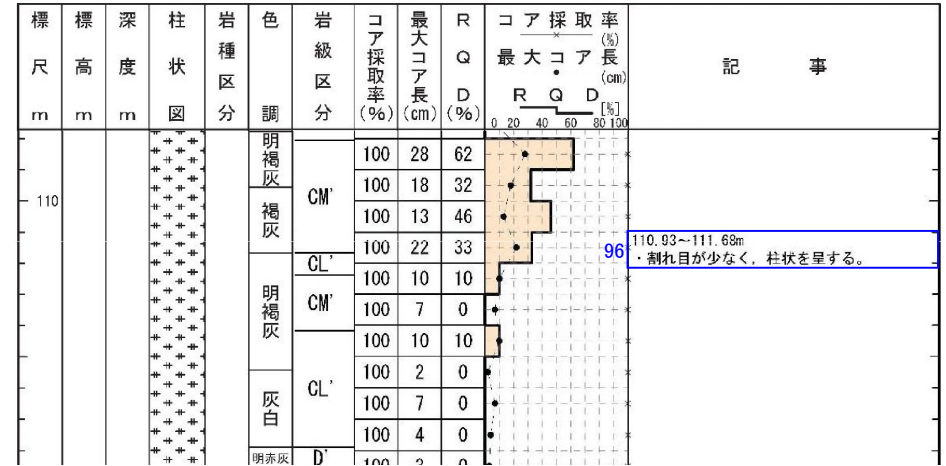 標尺 m
標高 m
深度 m
柱状図
岩種区分
色調
岩級区分
コア採取率(%)
最大コア長(cm)
RQD(%)
コア採取率(%)
最大コア長(cm)
RQD[%]
0 20 40 60 80 100
記事
明褐灰
100 28 62
100 18 32
110
CM'
褐灰
100 13 46
100 22 33
96
110.93~111.68m
・割れ目が少なく, 柱状を呈する。
CL'
100 10 10
明褐灰
CM'
100 7 0
100 10 10
100 2 0
CL'
灰白
100 7 0
100 4 0
明赤灰
D'
100 3 0